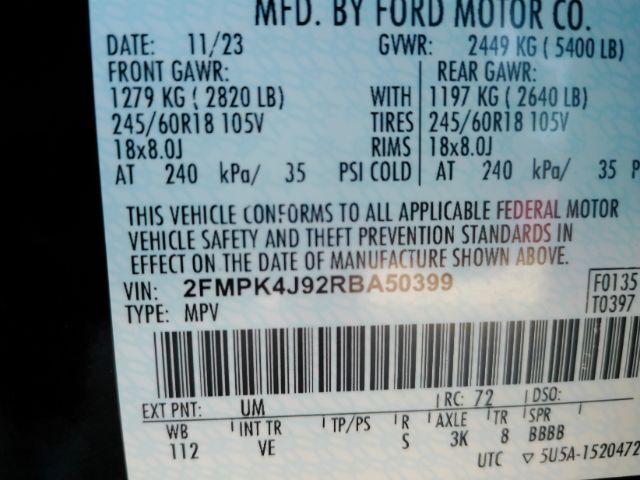 MFD. BY FORD MOTOR CO.
DATE: 11/23 GVWR: 2449 KG ( 5400 LB)
FRONT GAWR: REAR GAWR:
1279 KG ( 2820 LB) WITH 1197 KG ( 2640 LB)
245/60R18 105V TIRES 245/60R18 105V
18x8.0J RIMS 18x8.0J
AT 240 kPa/ 35 PSI COLD AT 240 kPa/ 35 P
THIS VEHICLE CONFORMS TO ALL APPLICABLE FEDERAL MOTOR
VEHICLE SAFETY AND THEFT PREVENTION STANDARDS IN
EFFECT ON THE DATE OF MANUFACTURE SHOWN ABOVE.
VIN: 2FMPK4J92RBA50399 F0135
TYPE: MPV T0397
EXT PNT: UM RC: 72 DSO:
WB INT TR TP/PS R AXLE TR SPR
112 VE S 3K 8 BBBB
UTC ▽ 5U5A-1520472